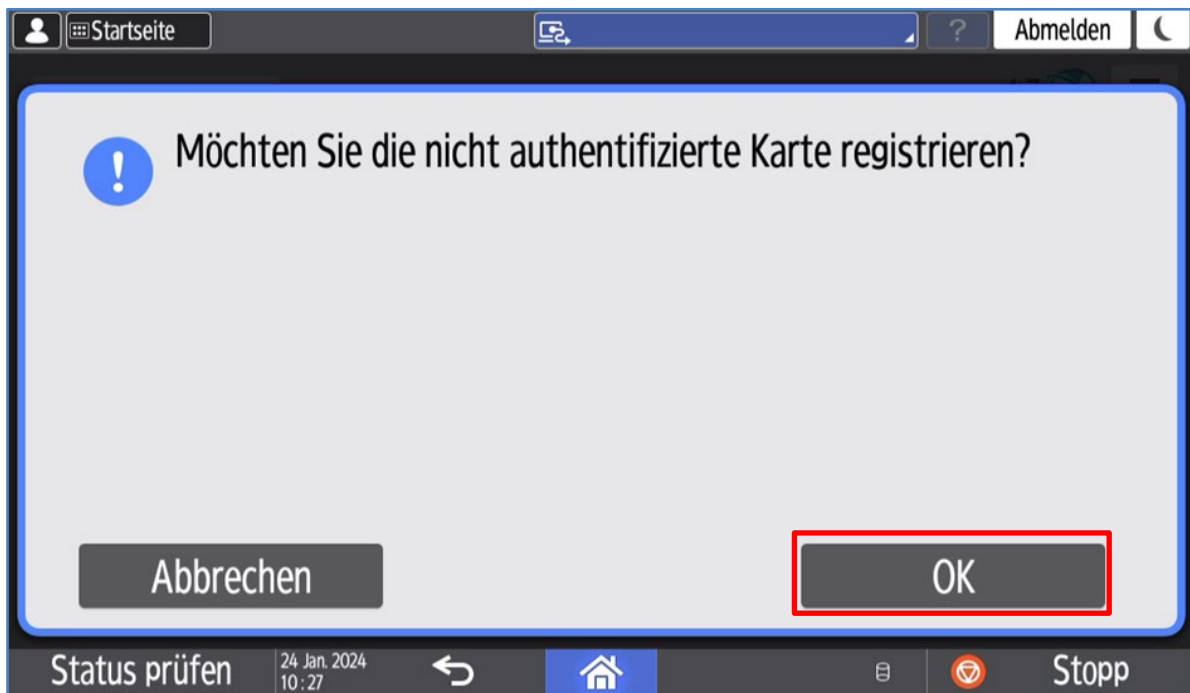 Startseite
?
Abmelden
!
Möchten Sie die nicht authentifizierte Karte registrieren?
Abbrechen
OK
Status prüfen
24 Jan. 2024
10 : 27
Stopp